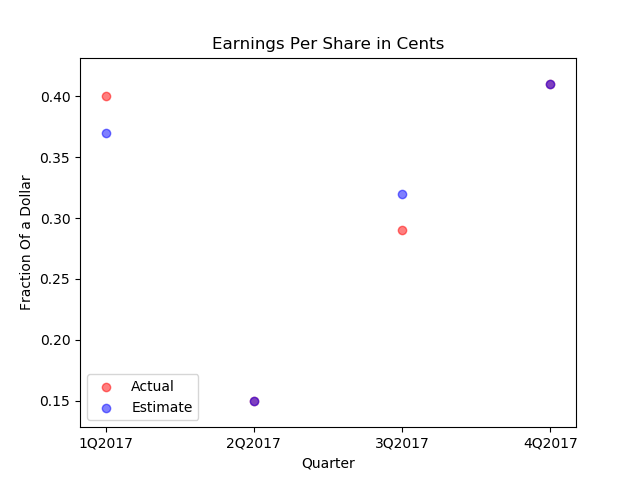 Earnings Per Share in Cents
Fraction Of a Dollar
0.40
0.35
0.30
0.25
0.20
0.15
Actual
Estimate
1Q2017 2Q2017 3Q2017 4Q2017
Quarter